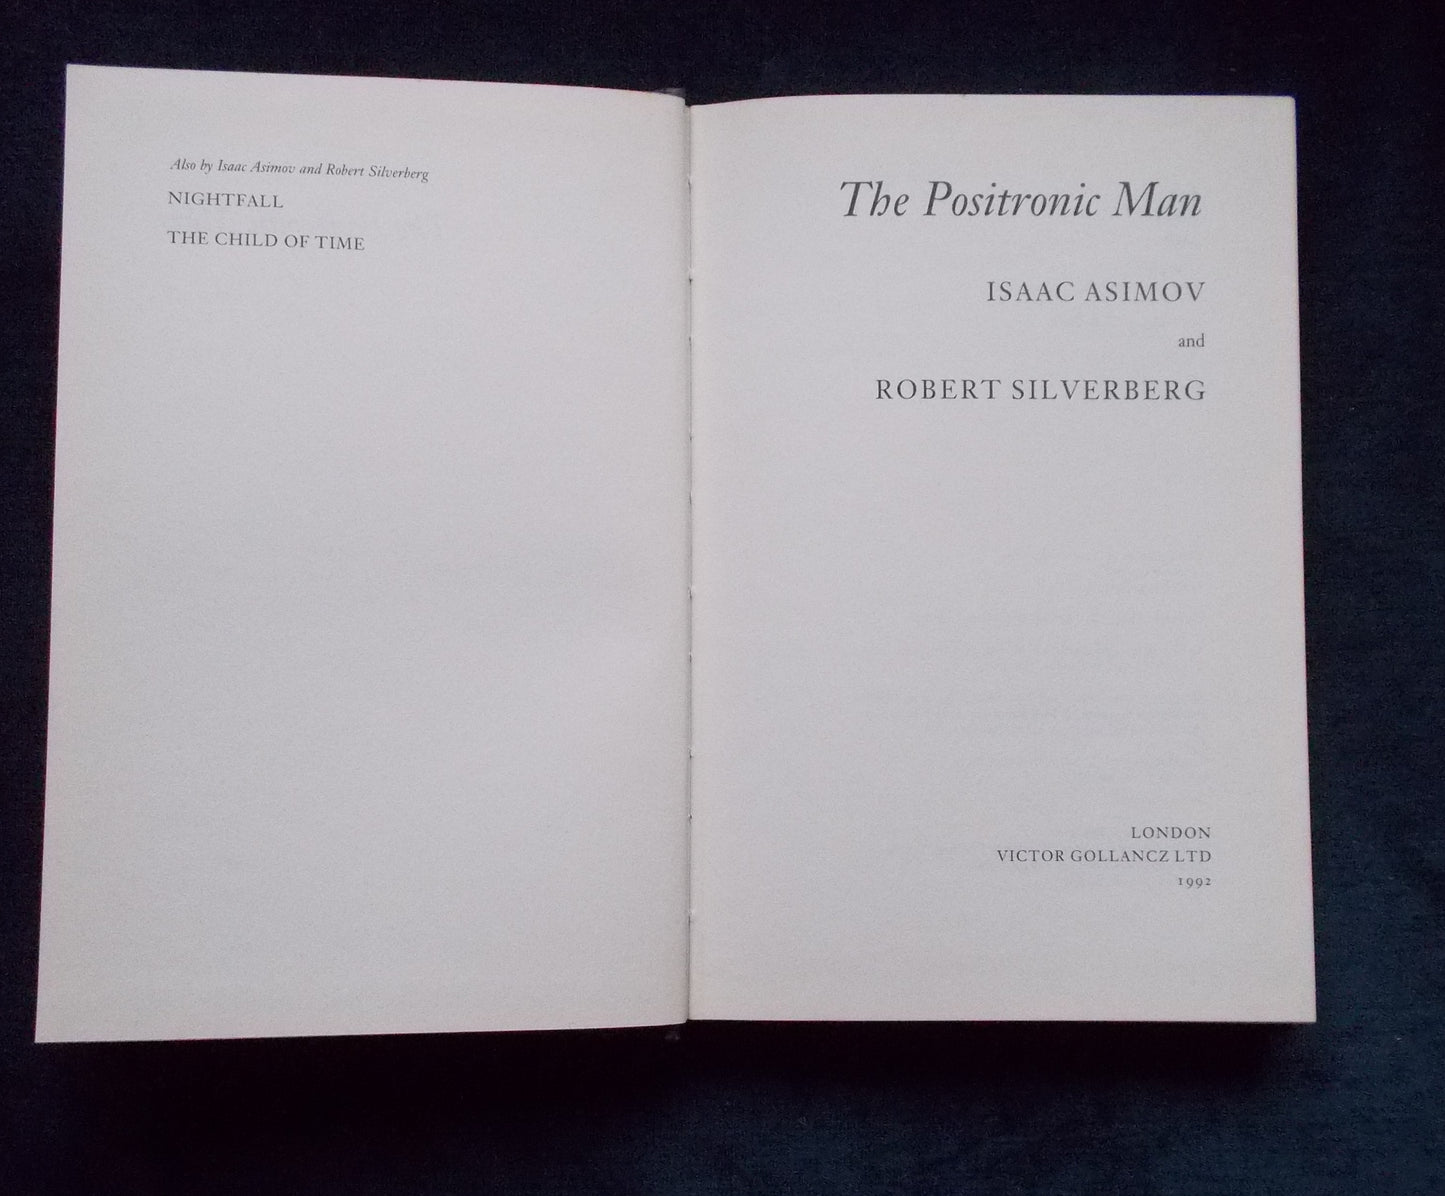 Also by Isaac Asimov and Robert Silverberg
NIGHTFALL
THE CHILD OF TIME
The Positronic Man
ISAAC ASIMOV
and
ROBERT SILVERBERG
LONDON
VICTOR GOLLANCZ LTD
1992